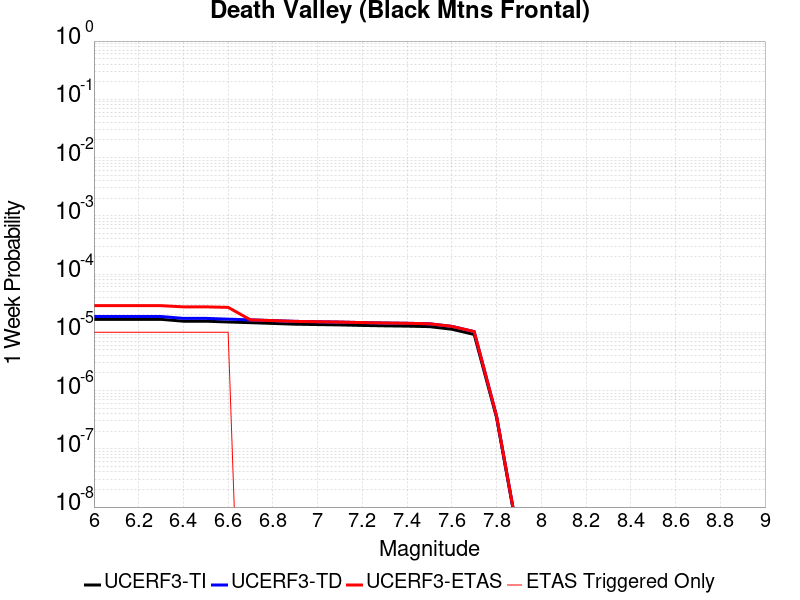 Death Valley (Black Mtns Frontal)
1 Week Probability
10 0
10 -1
10 -2
10 -3
10 -4
10 -5
10 -6
10 -7
10 -8
6 6.2 6.4 6.6 6.8 7 7.2 7.4 7.6 7.8 8 8.2 8.4 8.6 8.8 9
Magnitude
UCERF3-TI UCERF3-TD UCERF3-ETAS ETAS Triggered Only